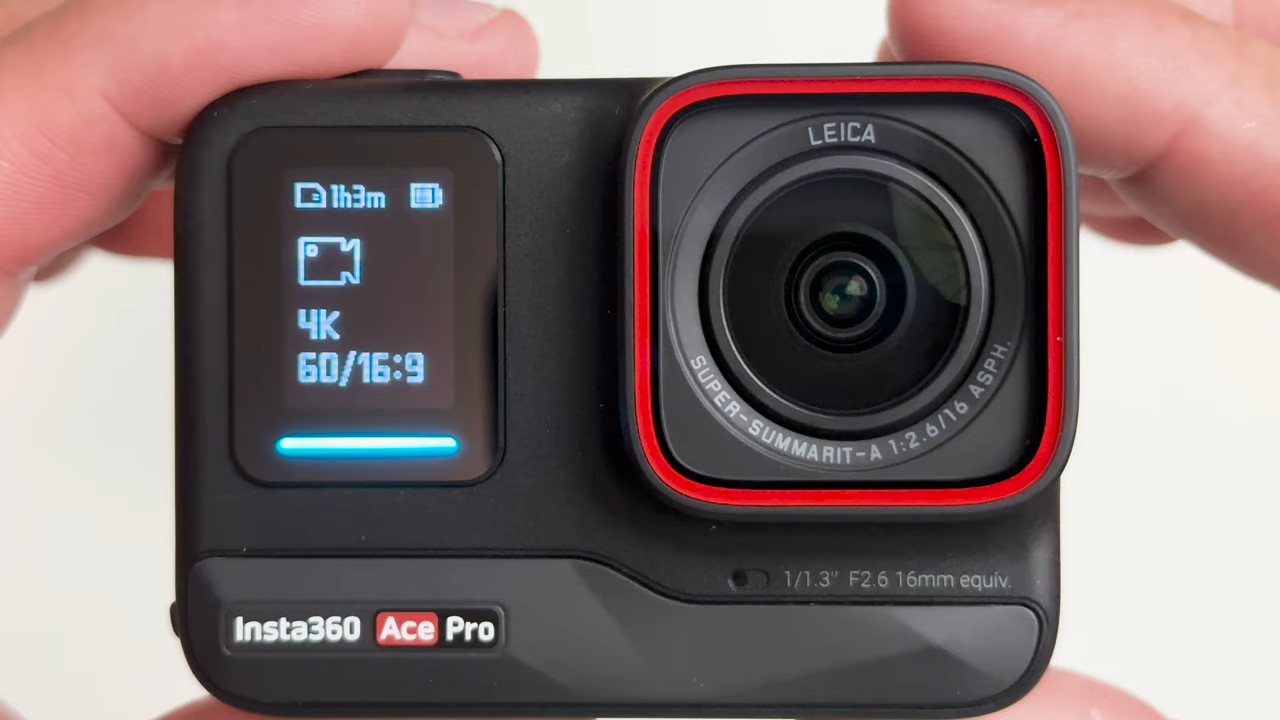 1h3m
4K
60/16:9
LEICA
SUPER-SUMMARIT-A 1:2.6/16 ASPH.
1/1.3" F2.6 16mm equiv.
Insta360 Ace Pro